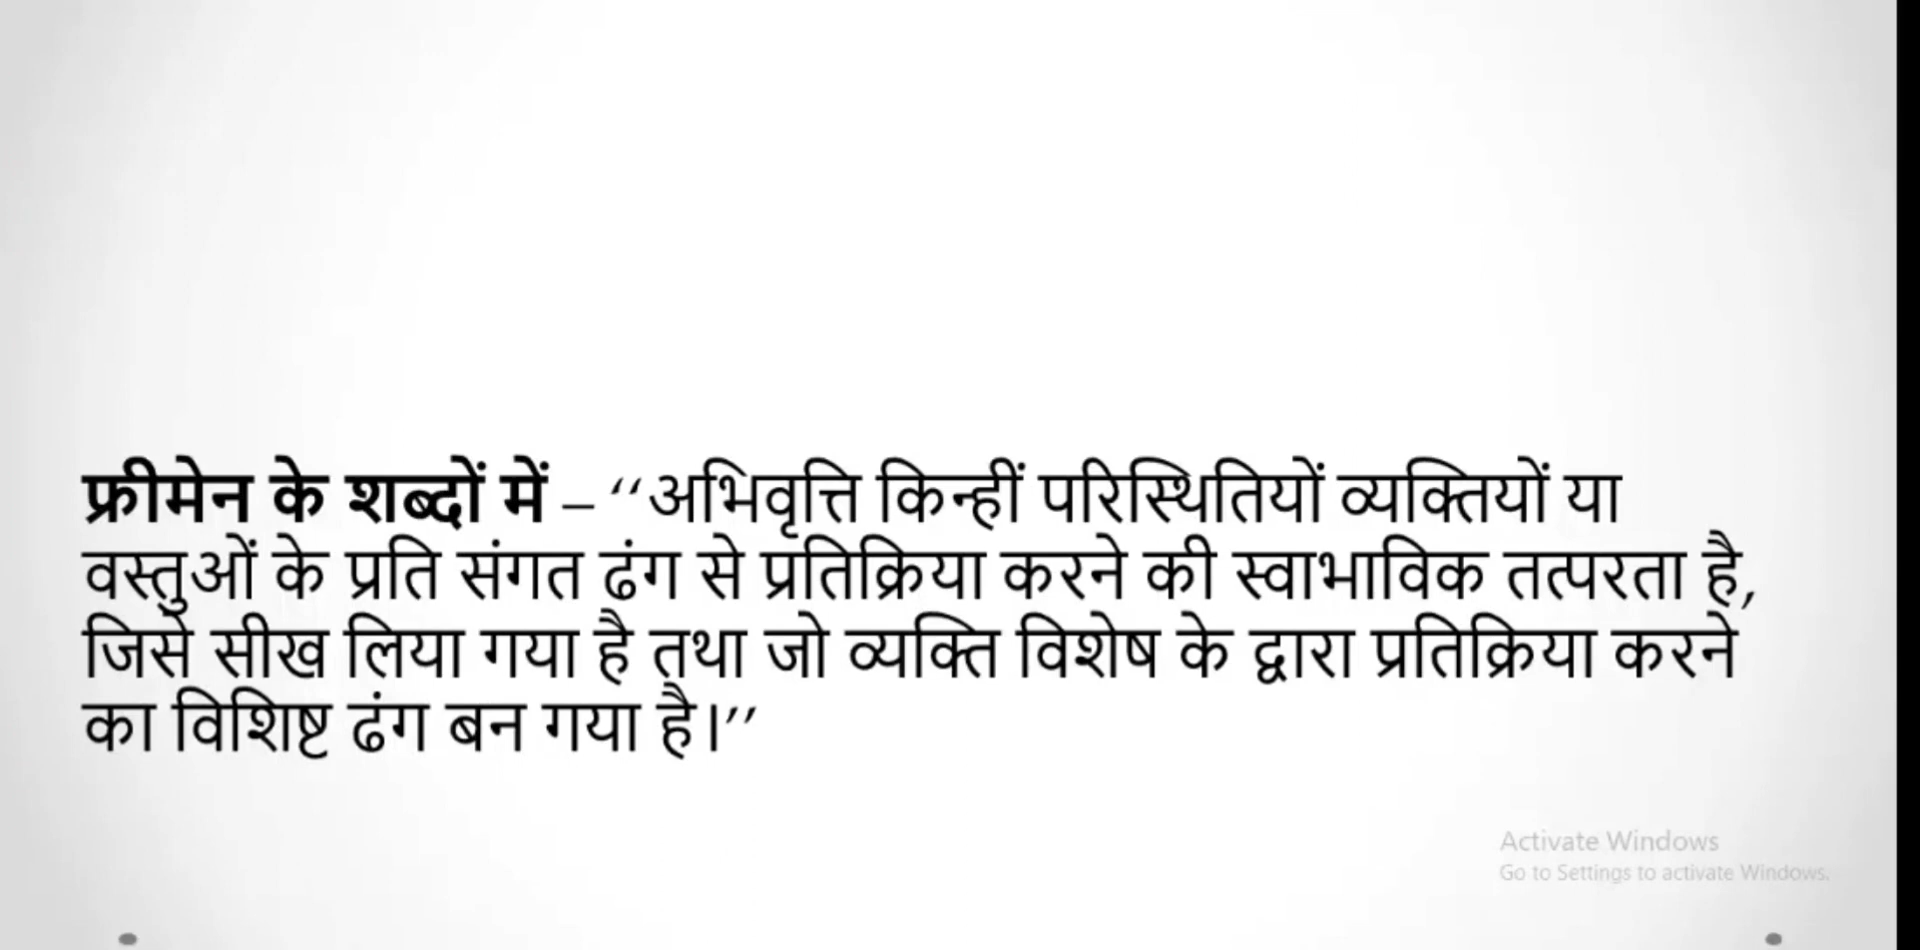 फ्रीमेन के शब्दों में – ‘‘अभिवृत्ति किन्हीं परिस्थितियों व्यक्तियों या
वस्तुओं के प्रति संगत ढंग से प्रतिक्रिया करने की स्वाभाविक तत्परता है,
जिसे सीख लिया गया है तथा जो व्यक्ति विशेष के द्वारा प्रतिक्रिया करने
का विशिष्ट ढंग बन गया है।’’
Activate Windows
Go to Settings to activate Windows.